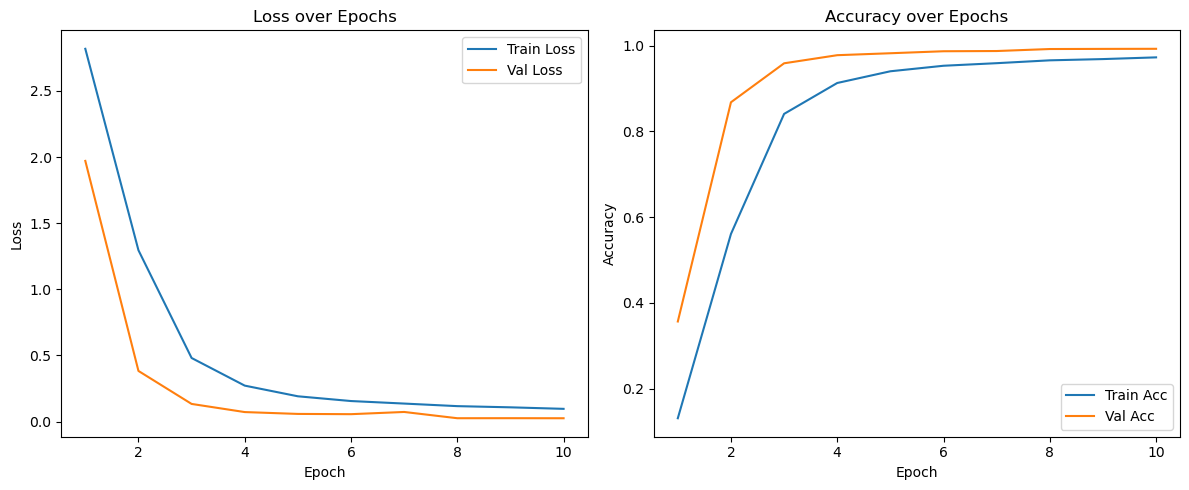 Loss over Epochs
Train Loss
Val Loss
2.5
2.0
1.5
1.0
0.5
0.0
Loss
2 4 6 8 10
Epoch
Accuracy over Epochs
1.0
0.8
0.6
0.4
0.2
Accuracy
Train Acc
Val Acc
2 4 6 8 10
Epoch